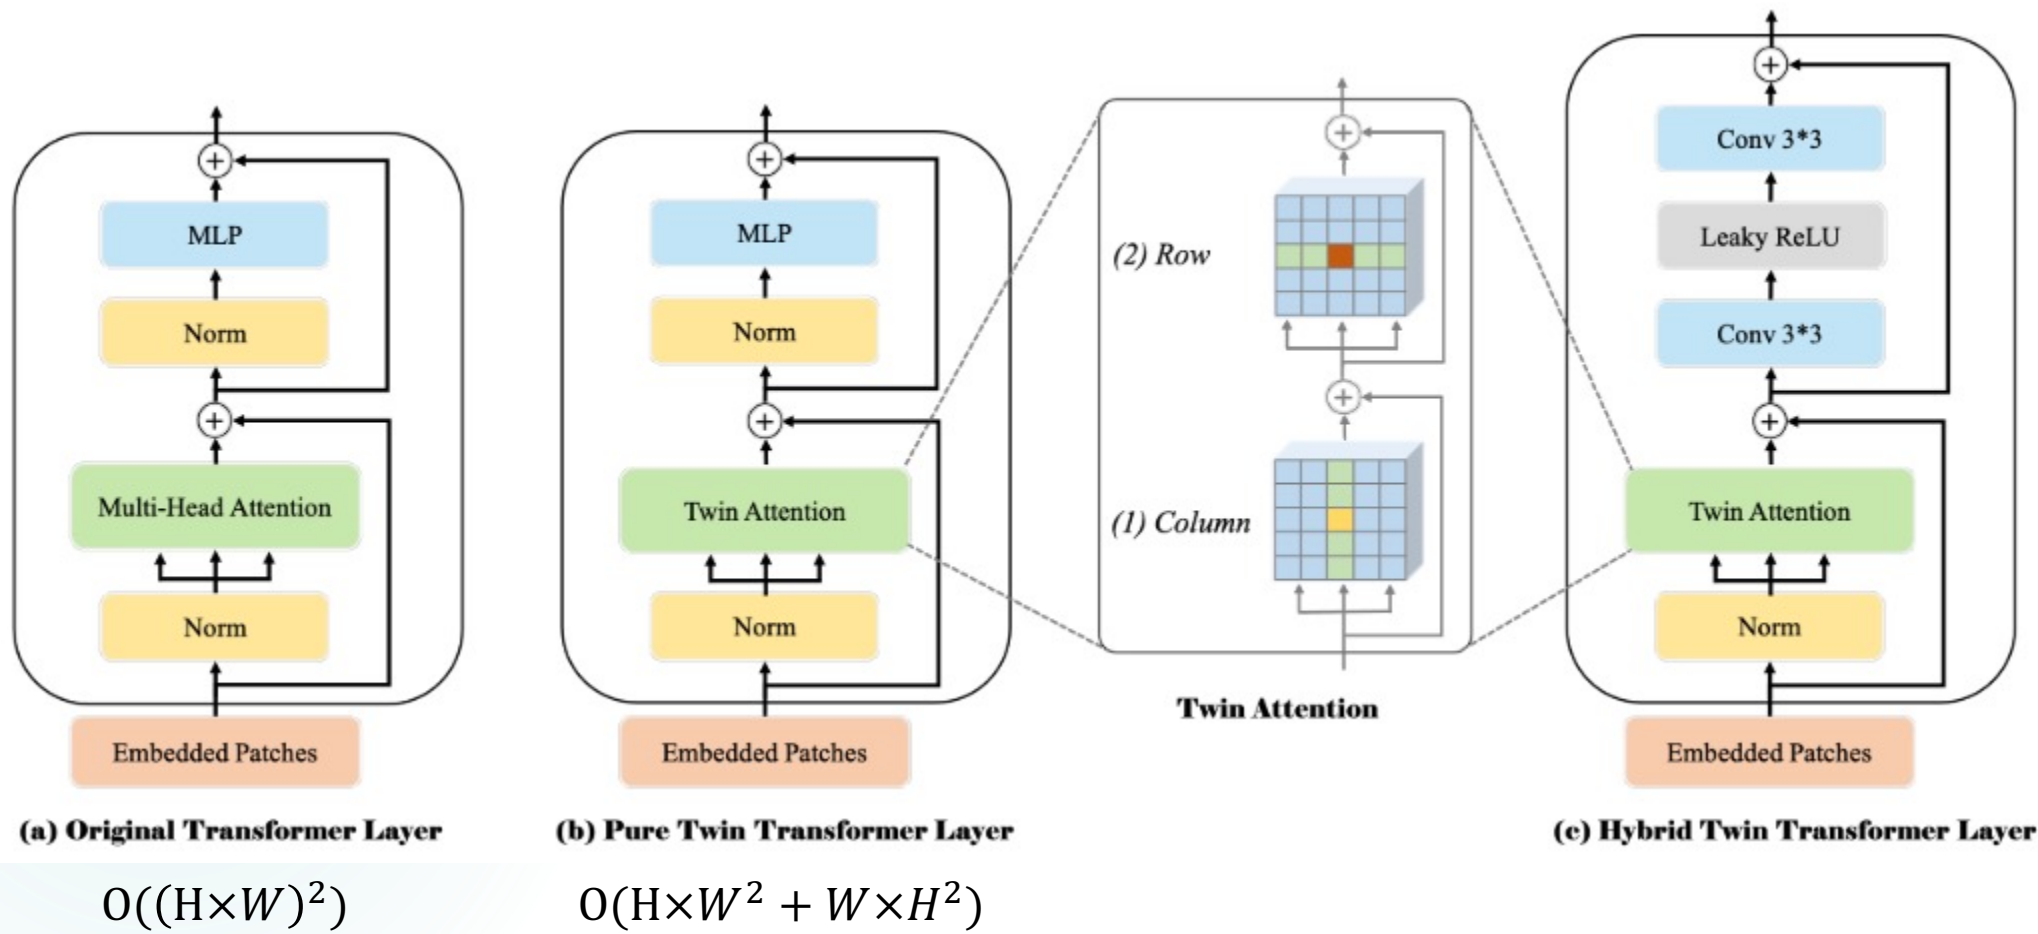 MLP
Norm
Multi-Head Attention
Norm
Embedded Patches
(a) Original Transformer Layer
O((H×W)²)
MLP
Norm
Twin Attention
Norm
Embedded Patches
(b) Pure Twin Transformer Layer
O(H×W² + W×H²)
(2) Row
(1) Column
Twin Attention
Conv 3*3
Leaky ReLU
Conv 3*3
Twin Attention
Norm
Embedded Patches
(c) Hybrid Twin Transformer Layer